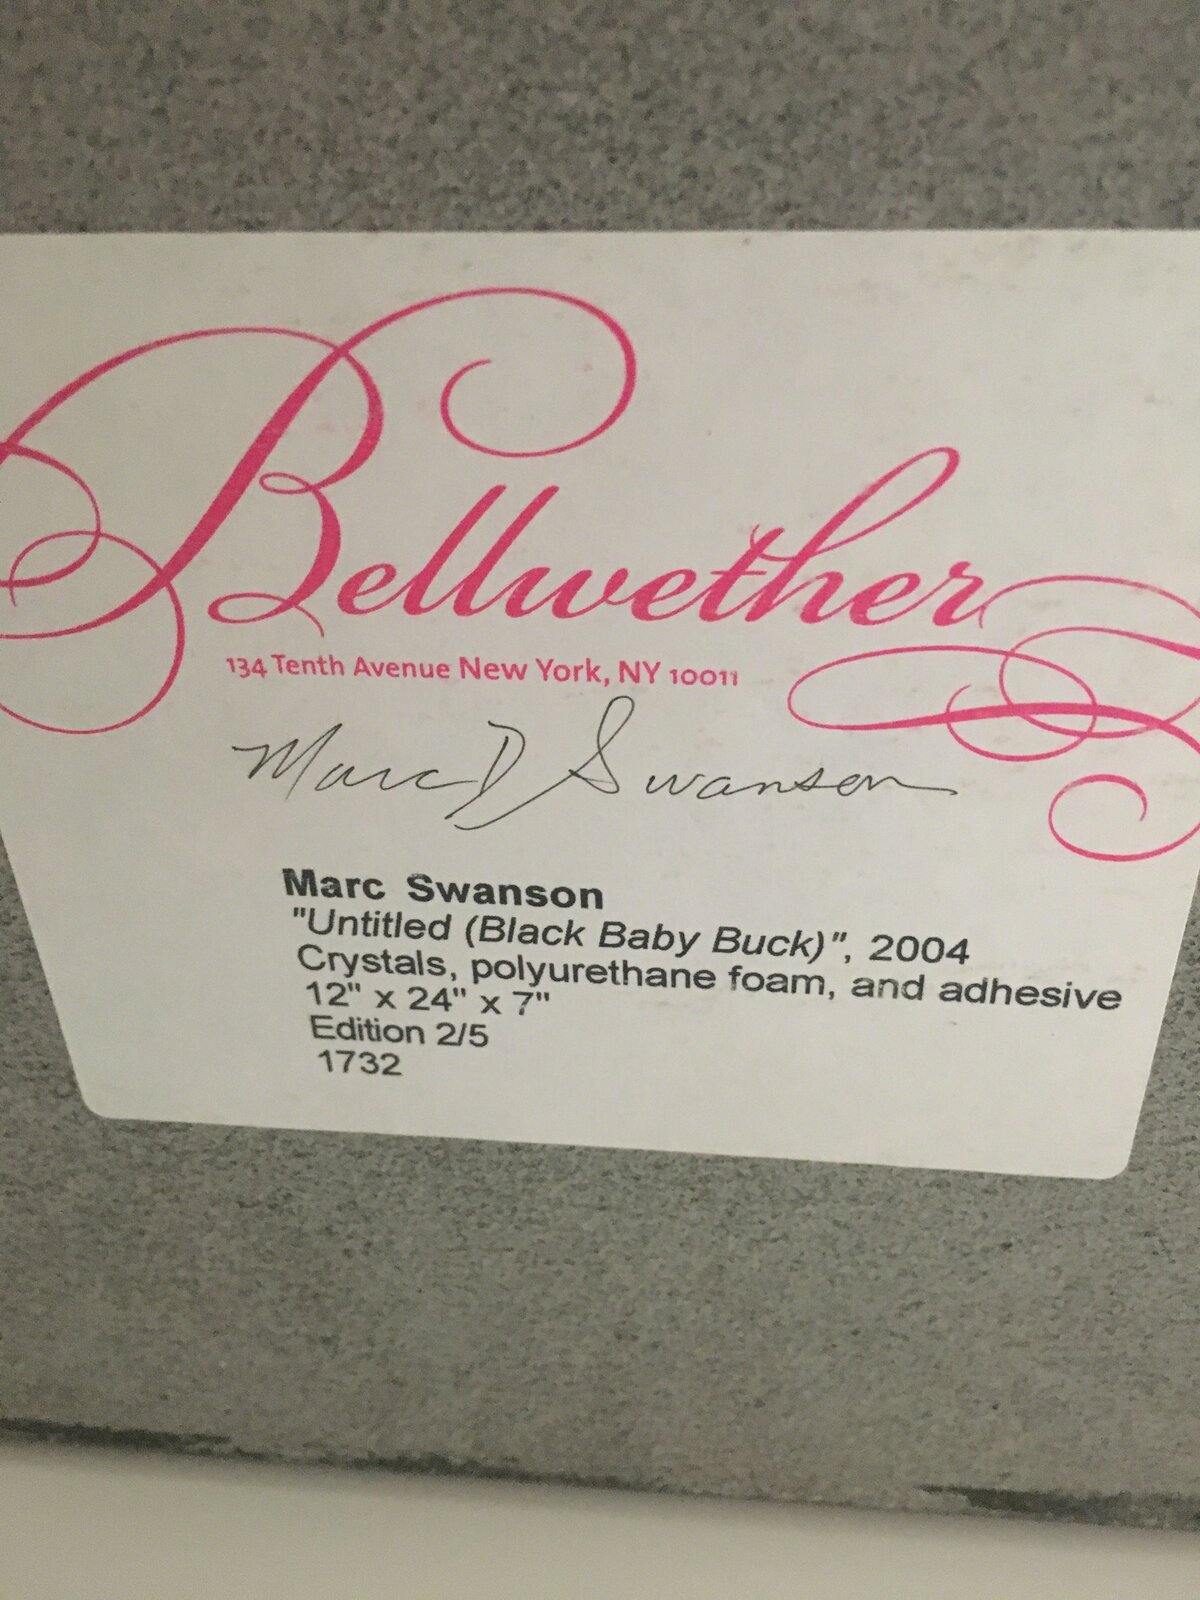 Bellwether
134 Tenth Avenue New York, NY 10011
Marc D Swanson
Marc Swanson
"Untitled (Black Baby Buck)", 2004
Crystals, polyurethane foam, and adhesive
12" x 24" x 7"
Edition 2/5
1732